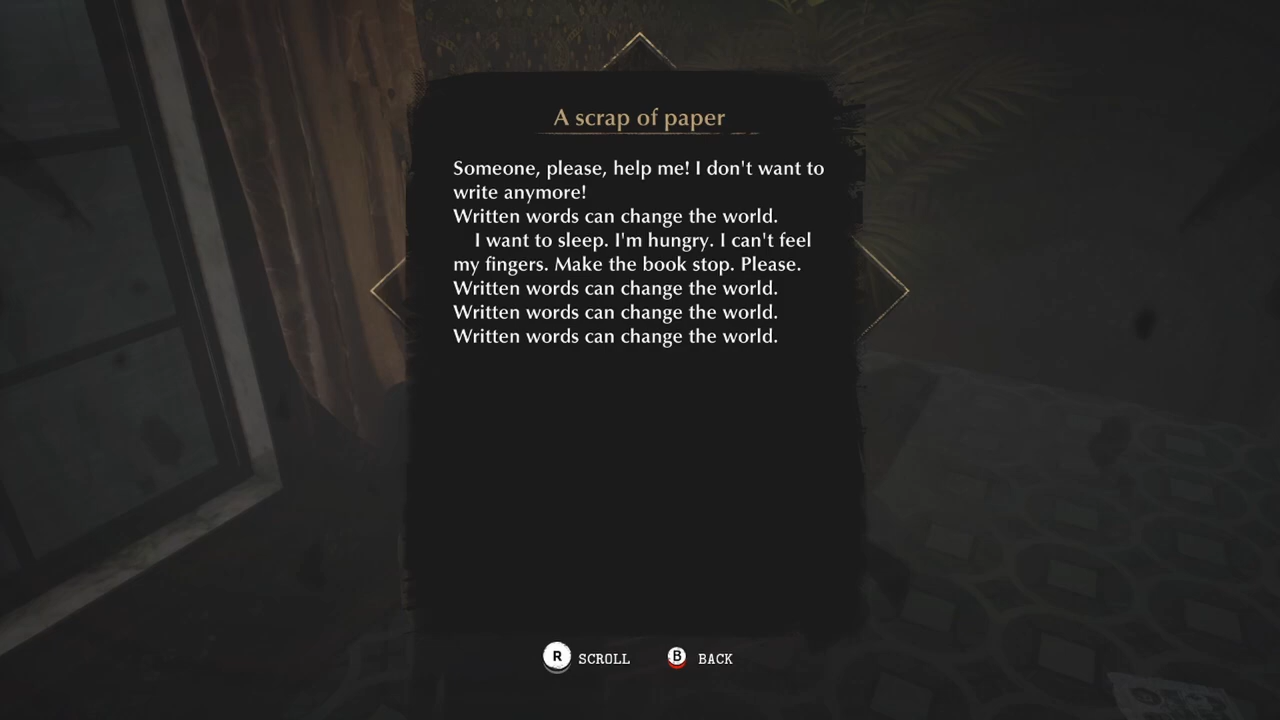 A scrap of paper
Someone, please, help me! I don't want to
write anymore!
Written words can change the world.
I want to sleep. I'm hungry. I can't feel
my fingers. Make the book stop. Please.
Written words can change the world.
Written words can change the world.
Written words can change the world.
R SCROLL B BACK